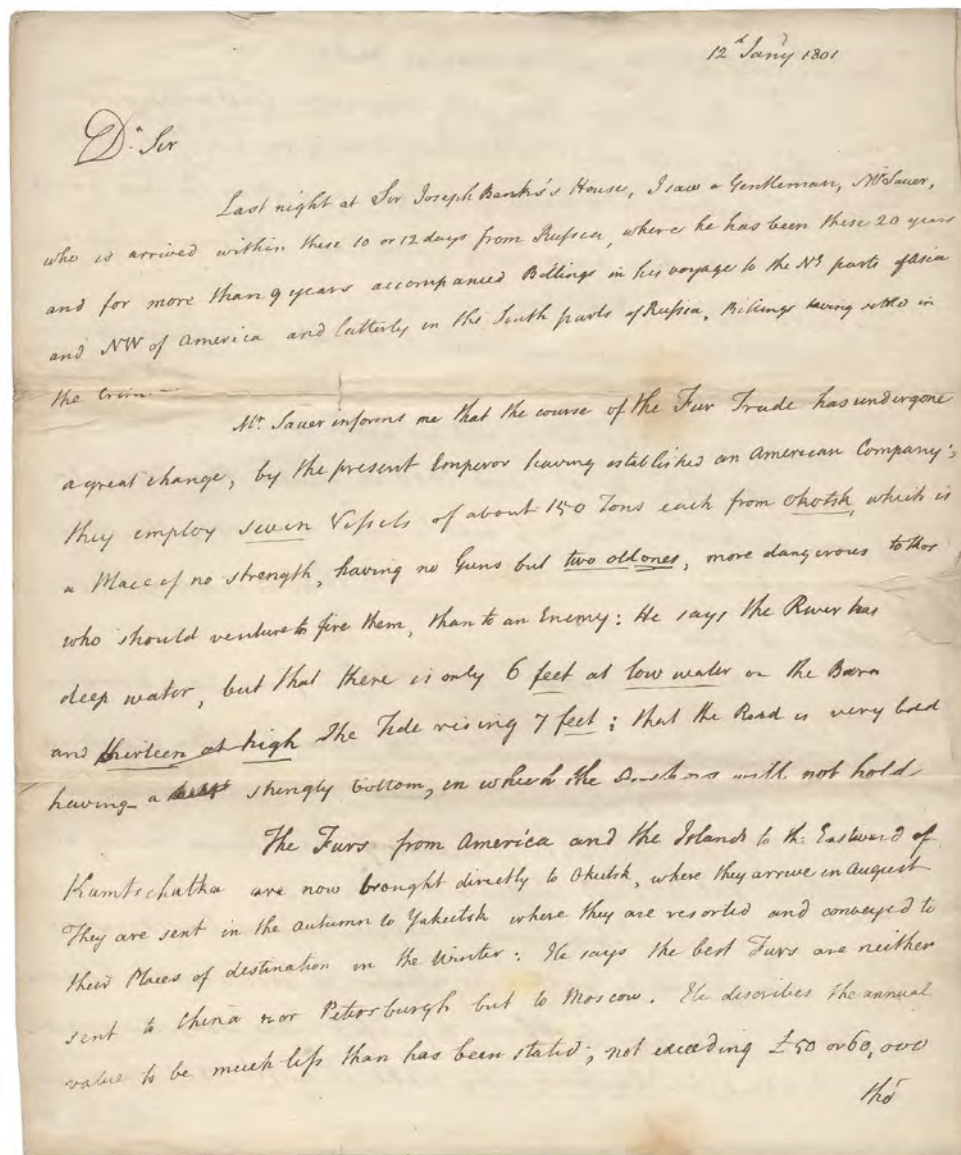 12th Jany 1801
Dr Sir
Last night at Sir Joseph Banks's House, I saw a Gentleman, Mr Sauer,
who is arrived within these 10 or 12 days from Russia, where he has been these 20 years
and for more than 9 years accompanied Billings in his voyage to the No parts of Asia
and NW of America and latterly in the South parts of Russia, Billings having settled in
the Crim. —
Mr. Sauer informs me that the course of the Fur Trade has undergone
a great change, by the present Emperor having established an American Company;
they employ seven Vessels of about 150 Tons each from Okotsk, which is
a Place of no strength, having no Guns but two old ones, more dangerous to those
who should venture to fire them, than to an Enemy: He says the River has
deep water, but that there is only 6 feet at low water on the Barr
and thirteen at high The Tide rising 7 feet; that the Road is very bad
having a shingly bottom, in which the Anchors will not hold
The Furs from America and the Islands to the Eastward of
Kamtschatka are now brought directly to Okutsk, where they arrive in August
They are sent in the autumn to Yakutsk where they are resorted and conveyed to
their Places of destination in the Winter: He says the best Furs are neither
sent to China nor Petersburgh but to Moscow. He describes the annual
value to be much less than has been stated; not exceeding £50 or 60,000
tho'